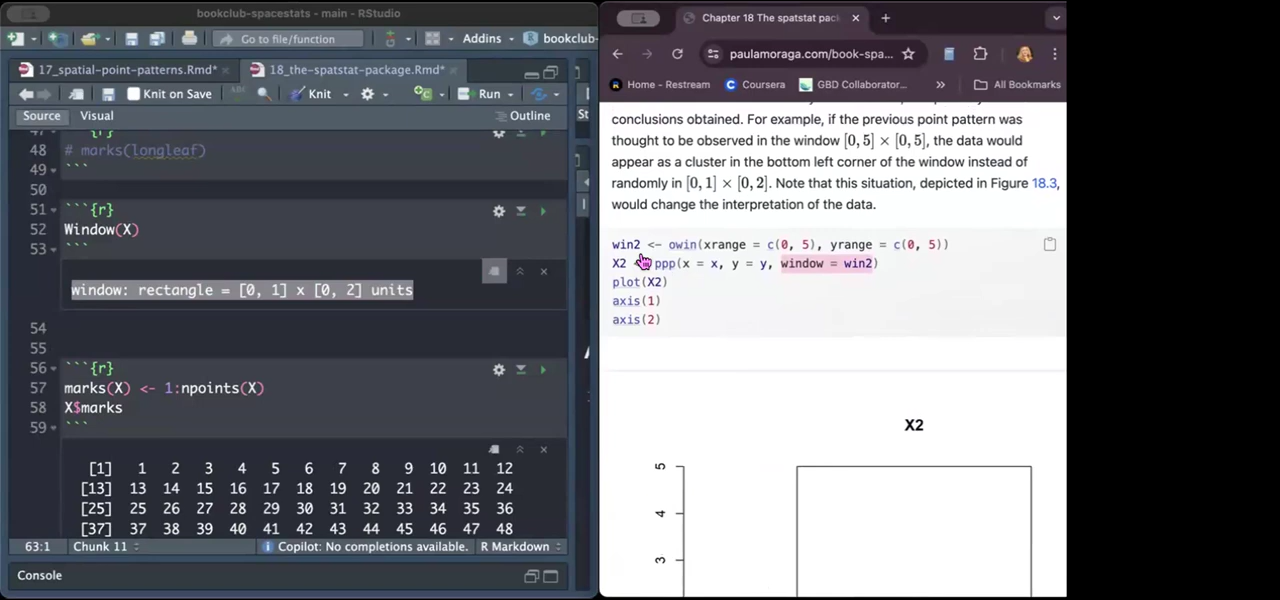 bookclub-spacestats - main - RStudio
Go to file/function
Addins
bookclub-
17_spatial-point-patterns.Rmd*
18_the-spatstat-package.Rmd*
Knit on Save
ABC
Knit
Run
Source
Visual
Outline
47 ```{r}
48 # marks(longleaf)
49 ```
50
51 ```{r}
52 Window(X)
53 ```
window: rectangle = [0, 1] x [0, 2] units
54
55
56 ```{r}
57 marks(X) <- 1:npoints(X)
58 X$marks
59 ```
[1] 1 2 3 4 5 6 7 8 9 10 11 12
[13] 13 14 15 16 17 18 19 20 21 22 23 24
[25] 25 26 27 28 29 30 31 32 33 34 35 36
[37] 37 38 39 40 41 42 43 44 45 46 47 48
63:1
Chunk 11
Copilot: No completions available.
R Markdown
Console
St
Chapter 18 The spatstat pac
paulamoraga.com/book-spa...
Home - Restream
Coursera
GBD Collaborator...
All Bookmarks
conclusions obtained. For example, if the previous point pattern was
thought to be observed in the window [0, 5] × [0, 5], the data would
appear as a cluster in the bottom left corner of the window instead of
randomly in [0, 1] × [0, 2]. Note that this situation, depicted in Figure 18.3,
would change the interpretation of the data.
win2 <- owin(xrange = c(0, 5), yrange = c(0, 5))
X2 ppp(x = x, y = y, window = win2)
plot(X2)
axis(1)
axis(2)
X2
5
4
3